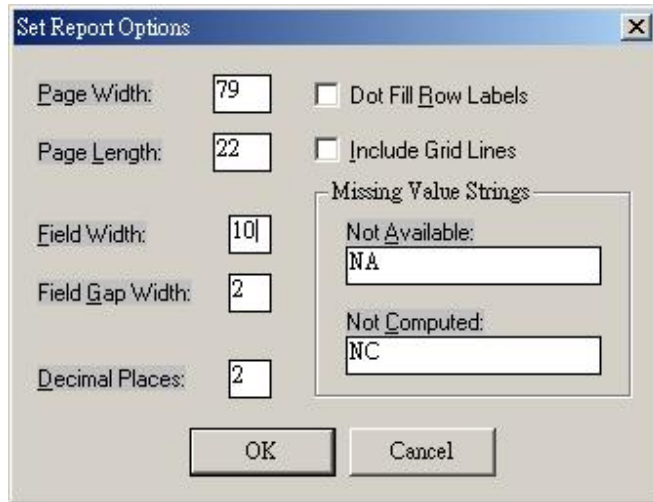 Set Report Options
Page Width: 79
Dot Fill Row Labels
Page Length: 22
Include Grid Lines
Missing Value Strings
Field Width: 10
Not Available:
NA
Field Gap Width: 2
Not Computed:
NC
Decimal Places: 2
OK
Cancel